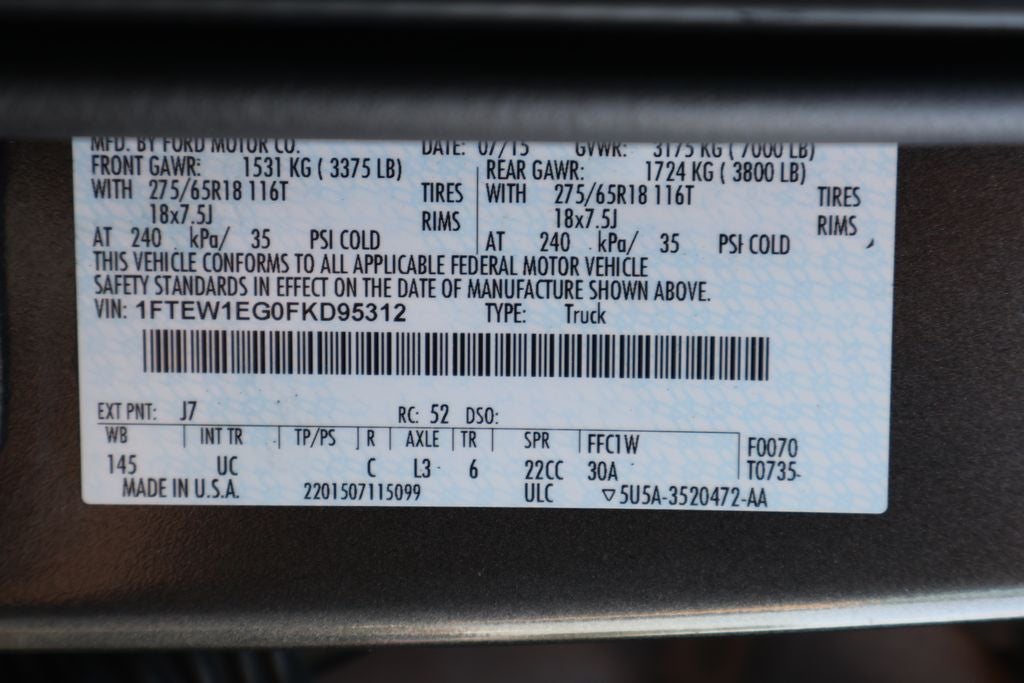 MFD. BY FORD MOTOR CO. DATE: 07/15 GVWR: 3175 KG ( 7000 LB)
FRONT GAWR: 1531 KG ( 3375 LB) REAR GAWR: 1724 KG ( 3800 LB)
WITH 275/65R18 116T TIRES WITH 275/65R18 116T TIRES
18x7.5J RIMS 18x7.5J RIMS
AT 240 kPa/ 35 PSI COLD AT 240 kPa/ 35 PSI COLD
THIS VEHICLE CONFORMS TO ALL APPLICABLE FEDERAL MOTOR VEHICLE
SAFETY STANDARDS IN EFFECT ON THE DATE OF MANUFACTURE SHOWN ABOVE.
VIN: 1FTEW1EG0FKD95312 TYPE: Truck
EXT PNT: J7 RC: 52 DSO:
WB INT TR TP/PS R AXLE TR SPR FFC1W F0070
145 UC C L3 6 22CC 30A T0735
MADE IN U.S.A. 2201507115099 ULC ▽5U5A-3520472-AA